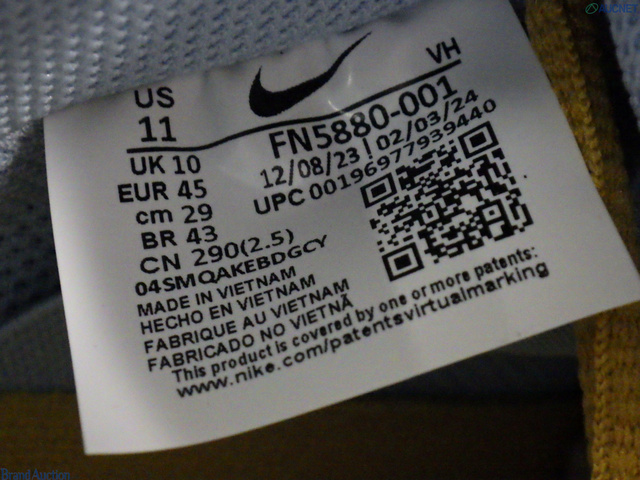 VH
US
11
FN5880-001
12/08/23 | 02/03/24
UPC 00196977939440
UK 10
EUR 45
cm 29
BR 43
CN 290(2.5)
04SMQAKEBDGCY
MADE IN VIETNAM
HECHO EN VIETNAM
FABRIQUE AU VIETNAM
FABRICADO NO VIETNÃ
This product is covered by one or more patents:
www.nike.com/patentsvirtualmarking
Brand Auction